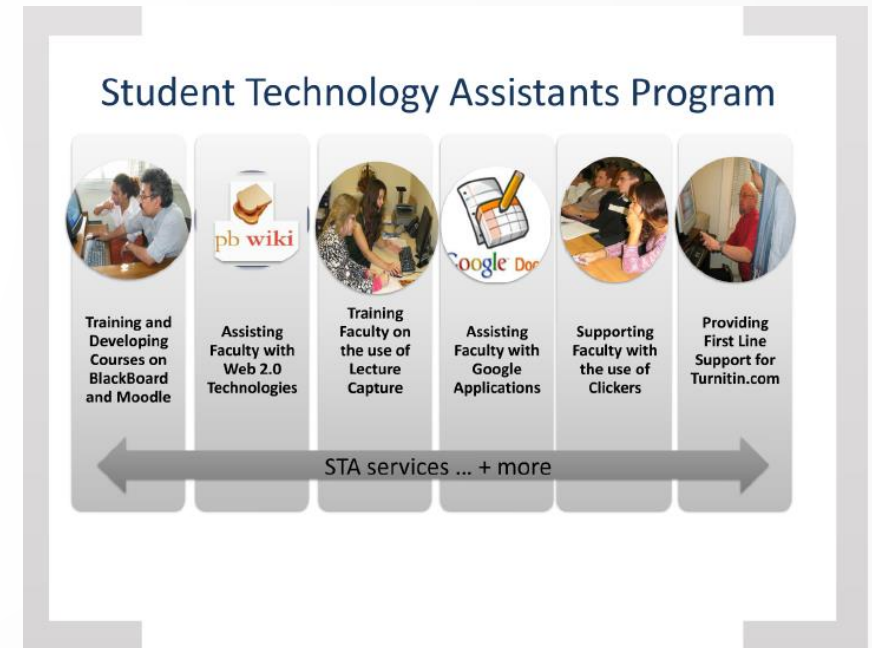 Student Technology Assistants Program
pb wiki
Google
Training and
Developing
Courses on
BlackBoard
and Moodle
Assisting
Faculty with
Web 2.0
Technologies
Training
Faculty on
the use of
Lecture
Capture
Assisting
Faculty with
Google
Applications
Supporting
Faculty with
the use of
Clickers
Providing
First Line
Support for
Turnitin.com
STA services ... + more